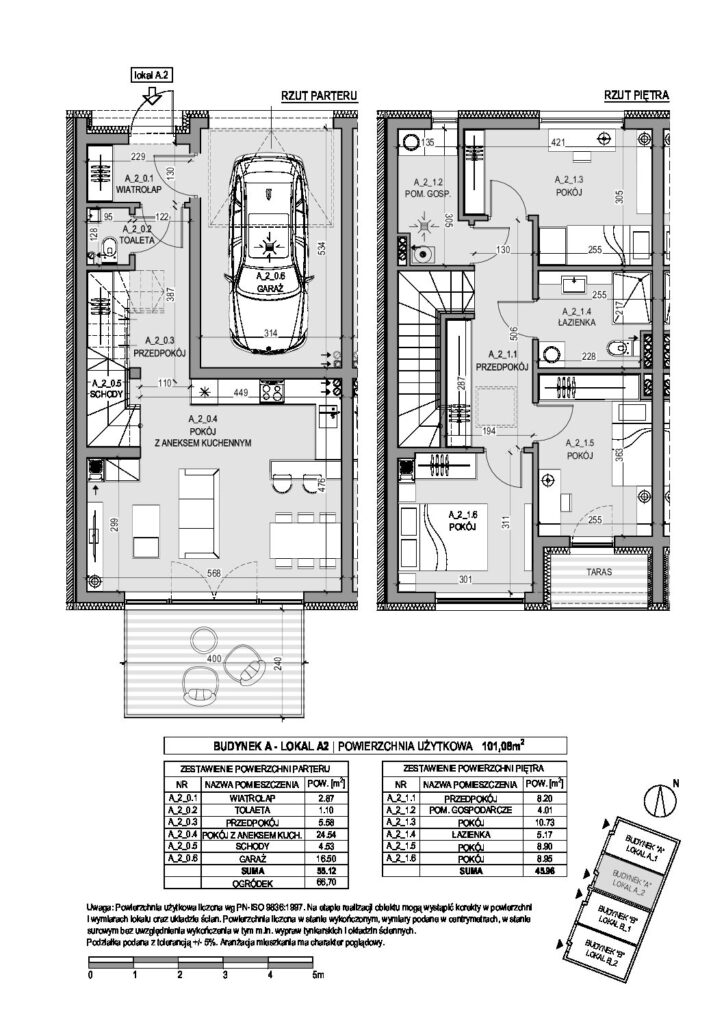 lokal A.2
RZUT PARTERU
RZUT PIĘTRA
229
130
A_2_0.1
WIATROŁAP
95
122
128
A_2_0.2
TOALETA
387
534
A_2_0.6
GARAŻ
314
A_2_0.3
PRZEDPOKÓJ
A_2_0.5
SCHODY
110
449
A_2_0.4
POKÓJ
Z ANEKSEM KUCHENNYM
476
299
568
400
240
135
421
A_2_1.2
POM. GOSP.
A_2_1.3
POKÓJ
305
305
130
255
255
217
A_2_1.4
ŁAZIENKA
228
506
A_2_1.1
PRZEDPOKÓJ
287
194
A_2_1.5
POKÓJ
363
255
A_2_1.6
POKÓJ
311
301
TARAS
BUDYNEK A - LOKAL A2 | POWIERZCHNIA UŻYTKOWA 101,08m²
ZESTAWIENIE POWIERZCHNI PARTERU
NR NAZWA POMIESZCZENIA POW. [m²]
A_2_0.1 WIATROŁAP 2.87
A_2_0.2 TOLAETA 1.10
A_2_0.3 PRZEDPOKÓJ 5.58
A_2_0.4 POKÓJ Z ANEKSEM KUCH. 24.54
A_2_0.5 SCHODY 4.53
A_2_0.6 GARAŻ 16.50
SUMA 55.12
OGRÓDEK 66,70
ZESTAWIENIE POWIERZCHNI PIĘTRA
NR NAZWA POMIESZCZENIA POW. [m²]
A_2_1.1 PRZEDPOKÓJ 8.20
A_2_1.2 POM. GOSPODARCZE 4.01
A_2_1.3 POKÓJ 10.73
A_2_1.4 ŁAZIENKA 5.17
A_2_1.5 POKÓJ 8.90
A_2_1.6 POKÓJ 8.95
SUMA 45.96
N
BUDYNEK "A"
LOKAL A_1
BUDYNEK "A"
LOKAL A_2
BUDYNEK "B"
LOKAL B_1
BUDYNEK "B"
LOKAL B_2
Uwaga: Powierzchnia użytkowa liczona wg PN-ISO 9836:1997. Na etapie realizacji obiektu mogą wystąpić korekty w powierzchni
i wymiarach lokalu oraz układzie ścian. Powierzchnia liczona w stanie wykończonym, wymiary podane w centymetrach, w stanie
surowym bez uwzględnienia wykończenia w tym m.in. wypraw tynkarskich i okładzin ściennych.
Podziałka podana z tolerancją +/- 5%. Aranżacja mieszkania ma charakter poglądowy.
0 1 2 3 4 5m